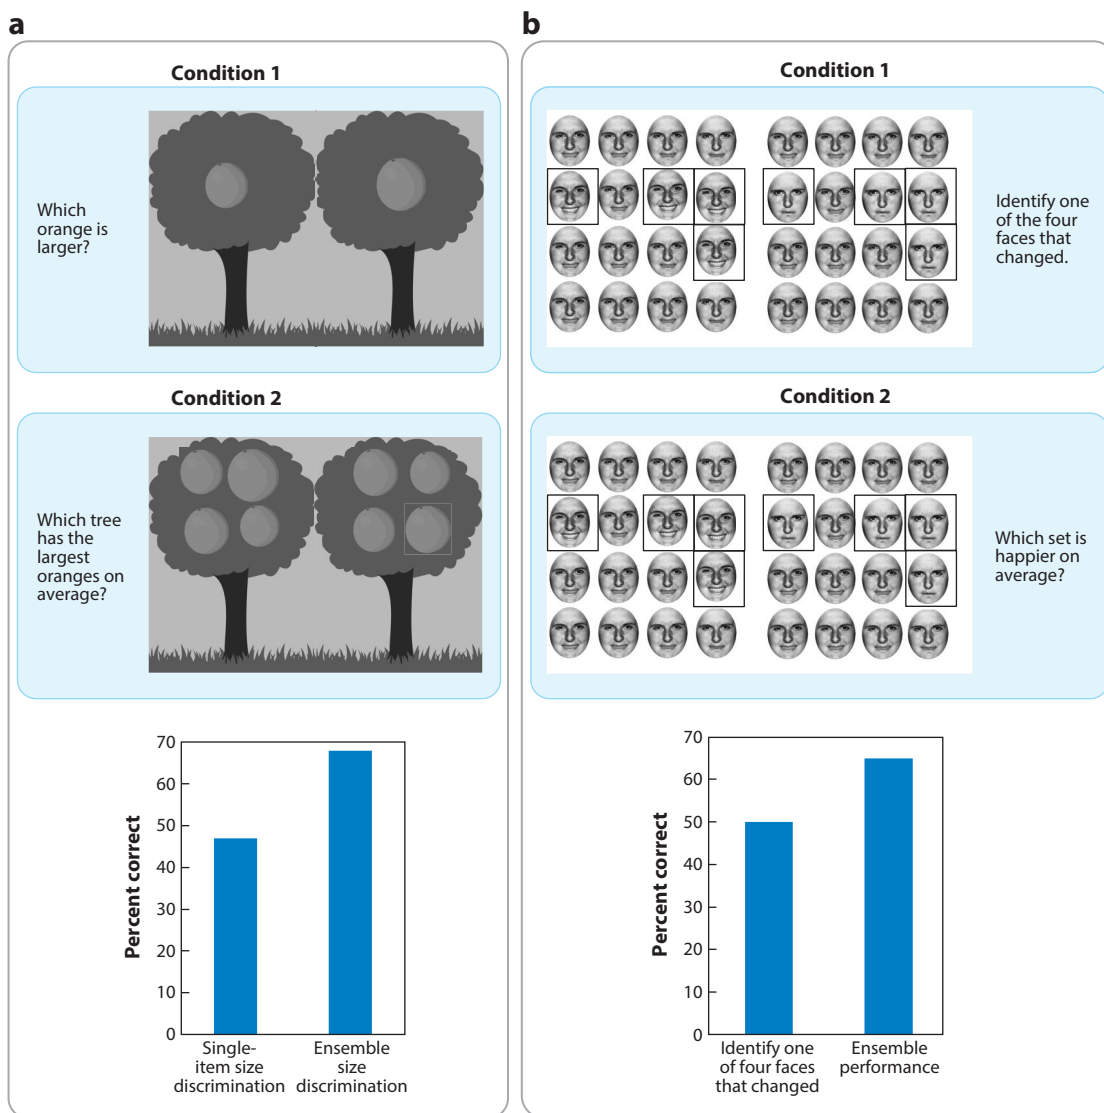 a
Condition 1
Which
orange is
larger?
Condition 2
Which tree
has the
largest
oranges on
average?
Percent correct
70
60
50
40
30
20
10
0
Single-
item size
discrimination
Ensemble
size
discrimination
b
Condition 1
Identify one
of the four
faces that
changed.
Condition 2
Which set is
happier on
average?
Percent correct
70
60
50
40
30
20
10
0
Identify one
of four faces
that changed
Ensemble
performance